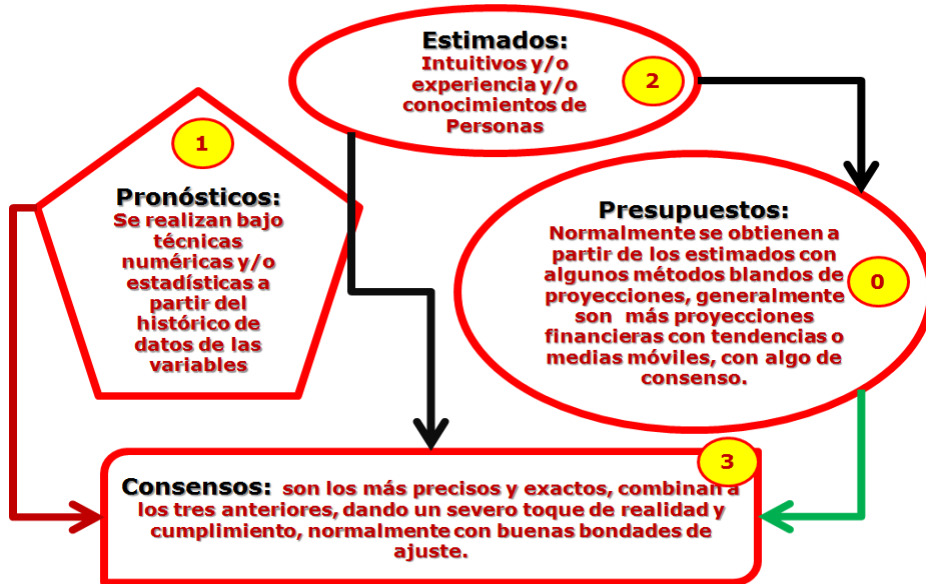 Estimados:
Intuitivos y/o
experiencia y/o
conocimientos de
Personas
2
1
Pronósticos:
Se realizan bajo
técnicas
numéricas y/o
estadísticas a
partir del
histórico de
datos de las
variables
Presupuestos:
Normalmente se obtienen a
partir de los estimados con
algunos métodos blandos de
proyecciones, generalmente
son más proyecciones
financieras con tendencias o
medias móviles, con algo de
consenso.
0
3
Consensos: son los más precisos y exactos, combinan a
los tres anteriores, dando un severo toque de realidad y
cumplimiento, normalmente con buenas bondades de
ajuste.